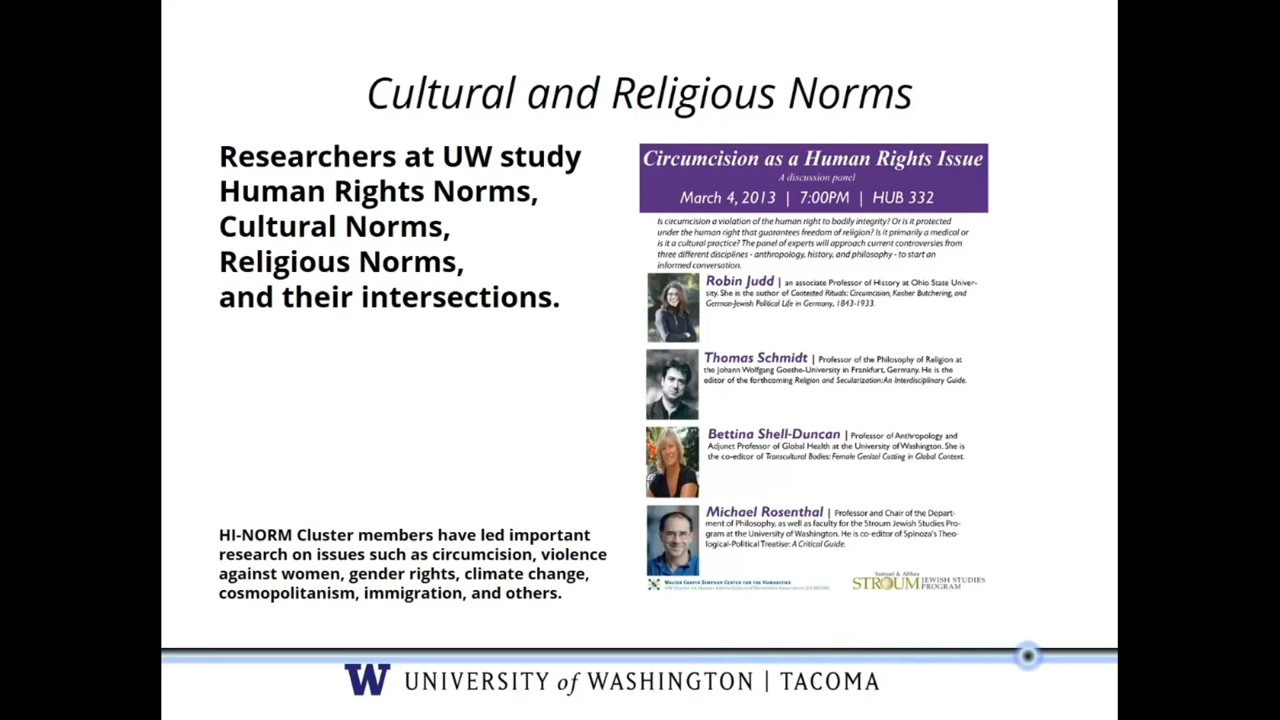 Cultural and Religious Norms
Researchers at UW study
Human Rights Norms,
Cultural Norms,
Religious Norms,
and their intersections.
HI-NORM Cluster members have led important
research on issues such as circumcision, violence
against women, gender rights, climate change,
cosmopolitanism, immigration, and others.
Circumcision as a Human Rights Issue
A discussion panel
March 4, 2013 | 7:00PM | HUB 332
Is circumcision a violation of the human right to bodily integrity? Or is it protected
under the human right that guarantees freedom of religion? Is it primarily a medical or
is it a cultural practice? The panel of experts will approach current controversies from
three different disciplines - anthropology, history, and philosophy - to start an
informed conversation.
Robin Judd | an associate Professor of History at Ohio State Univer-
sity. She is the author of Contested Rituals: Circumcision, Kosher Butchering, and
German-Jewish Political Life in Germany, 1843-1933.
Thomas Schmidt | Professor of the Philosophy of Religion at
the Johann Wolfgang Goethe-University in Frankfurt, Germany. He is the
editor of the forthcoming Religion and Secularization: An Interdisciplinary Guide.
Bettina Shell-Duncan | Professor of Anthropology and
Adjunct Professor of Global Health at the University of Washington. She is
the co-editor of Transcultural Bodies: Female Genital Cutting in Global Context.
Michael Rosenthal | Professor and Chair of the Depart-
ment of Philosophy, as well as faculty for the Stroum Jewish Studies Pro-
gram at the University of Washington. He is co-editor of Spinoza's Theo-
logical-Political Treatise: A Critical Guide.
Walter Chapin Simpson Center for the Humanities
Samuel & Althea
STROUM JEWISH STUDIES
PROGRAM
W UNIVERSITY of WASHINGTON | TACOMA